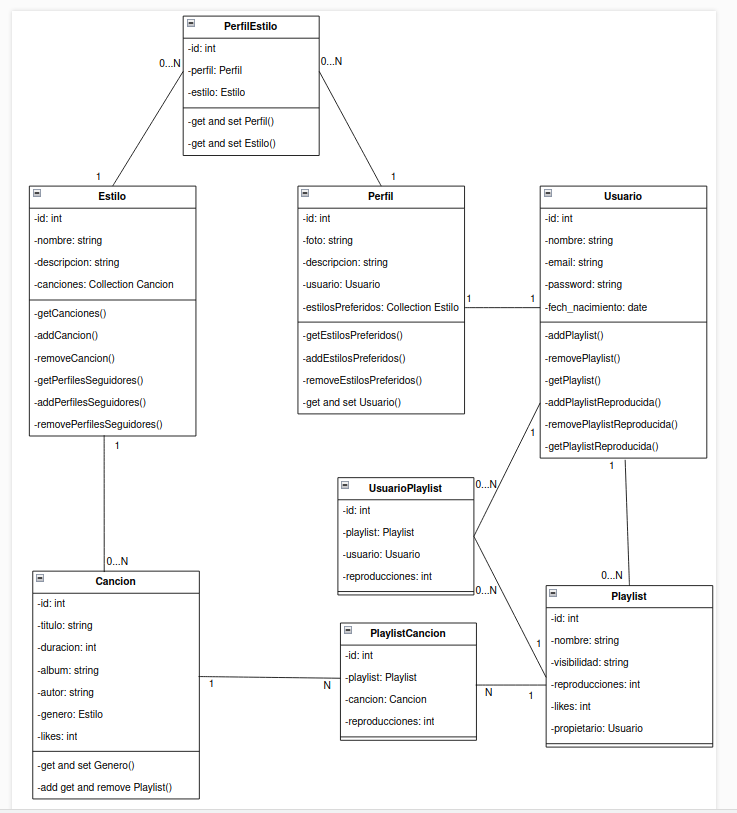 PerfilEstilo
-id: int
-perfil: Perfil
-estilo: Estilo
-get and set Perfil()
-get and set Estilo()
0...N
0...N
1
1
Estilo
-id: int
-nombre: string
-descripcion: string
-canciones: Collection Cancion
-getCanciones()
-addCancion()
-removeCancion()
-getPerfilesSeguidores()
-addPerfilesSeguidores()
-removePerfilesSeguidores()
Perfil
-id: int
-foto: string
-descripcion: string
-usuario: Usuario
-estilosPreferidos: Collection Estilo
-getEstilosPreferidos()
-addEstilosPreferidos()
-removeEstilosPreferidos()
-get and set Usuario()
1
1
Usuario
-id: int
-nombre: string
-email: string
-password: string
-fech_nacimiento: date
-addPlaylist()
-removePlaylist()
-getPlaylist()
-addPlaylistReproducida()
-removePlaylistReproducida()
-getPlaylistReproducida()
1
1
1
0...N
UsuarioPlaylist
-id: int
-playlist: Playlist
-usuario: Usuario
-reproducciones: int
0...N
0...N
0...N
1
Cancion
-id: int
-titulo: string
-duracion: int
-album: string
-autor: string
-genero: Estilo
-likes: int
-get and set Genero()
-add get and remove Playlist()
1
N
PlaylistCancion
-id: int
-playlist: Playlist
-cancion: Cancion
-reproducciones: int
N
1
Playlist
-id: int
-nombre: string
-visibilidad: string
-reproducciones: int
-likes: int
-propietario: Usuario